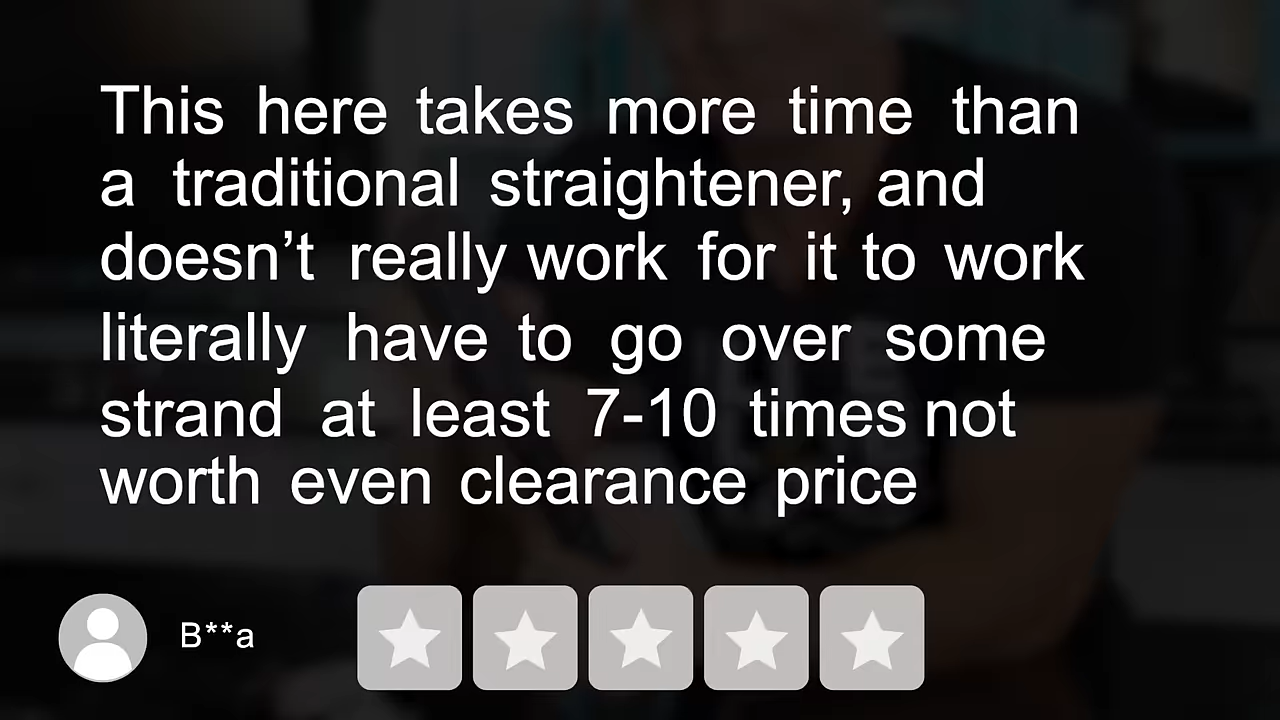 This here takes more time than
a traditional straightener, and
doesn’t really work for it to work
literally have to go over some
strand at least 7-10 times not
worth even clearance price
B**a